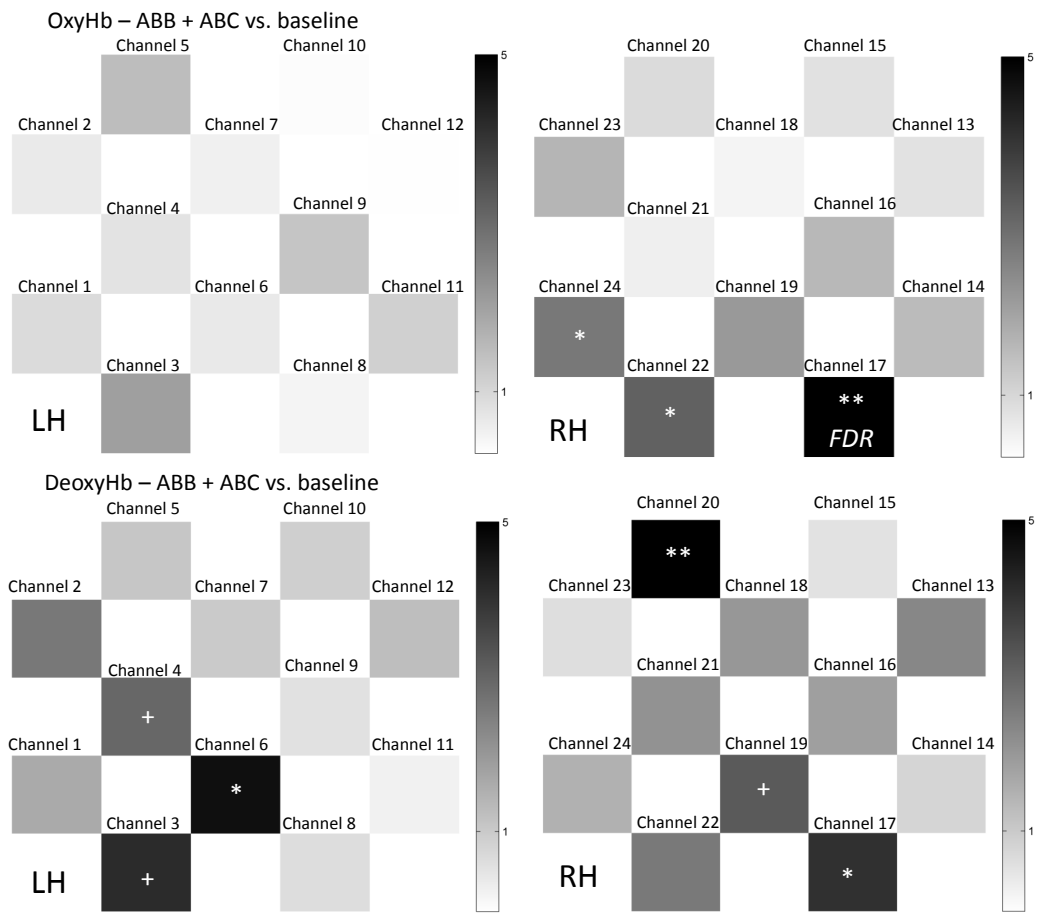 OxyHb – ABB + ABC vs. baseline
Channel 5 Channel 10
Channel 2 Channel 7 Channel 12
Channel 4 Channel 9
Channel 1 Channel 6 Channel 11
Channel 3 Channel 8
LH
5
1
Channel 20 Channel 15
Channel 23 Channel 18 Channel 13
Channel 21 Channel 16
Channel 24 Channel 19 Channel 14
*
Channel 22 Channel 17
* **
FDR
RH
5
1
DeoxyHb – ABB + ABC vs. baseline
Channel 5 Channel 10
Channel 2 Channel 7 Channel 12
Channel 4 Channel 9
+
Channel 1 Channel 6 Channel 11
*
Channel 3 Channel 8
+
LH
5
1
Channel 20 Channel 15
**
Channel 23 Channel 18 Channel 13
Channel 21 Channel 16
Channel 24 Channel 19 Channel 14
+
Channel 22 Channel 17
*
RH
5
1